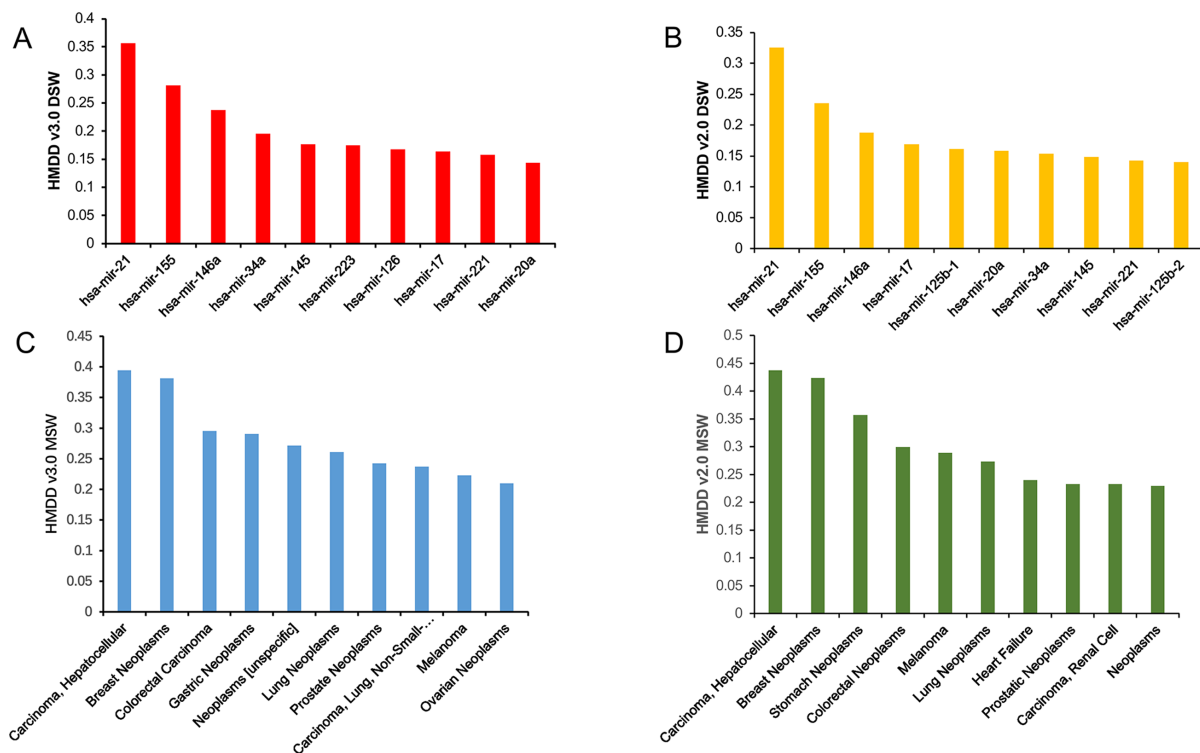 A
HMDD v3.0 DSW
0.4
0.35
0.3
0.25
0.2
0.15
0.1
0.05
0
hsa-mir-21
hsa-mir-155
hsa-mir-146a
hsa-mir-34a
hsa-mir-145
hsa-mir-223
hsa-mir-126
hsa-mir-17
hsa-mir-221
hsa-mir-20a
B
HMDD v2.0 DSW
0.35
0.3
0.25
0.2
0.15
0.1
0.05
0
hsa-mir-21
hsa-mir-155
hsa-mir-146a
hsa-mir-17
hsa-mir-125b-1
hsa-mir-20a
hsa-mir-34a
hsa-mir-145
hsa-mir-221
hsa-mir-125b-2
C
HMDD v3.0 MSW
0.45
0.4
0.35
0.3
0.25
0.2
0.15
0.1
0.05
0
Carcinoma, Hepatocellular
Breast Neoplasms
Colorectal Carcinoma
Gastric Neoplasms
Neoplasms [unspecific]
Lung Neoplasms
Prostate Neoplasms
Carcinoma, Lung, Non-Small-…
Melanoma
Ovarian Neoplasms
D
HMDD v2.0 MSW
0.5
0.45
0.4
0.35
0.3
0.25
0.2
0.15
0.1
0.05
0
Carcinoma, Hepatocellular
Breast Neoplasms
Stomach Neoplasms
Colorectal Neoplasms
Melanoma
Lung Neoplasms
Heart Failure
Prostatic Neoplasms
Carcinoma, Renal Cell
Neoplasms